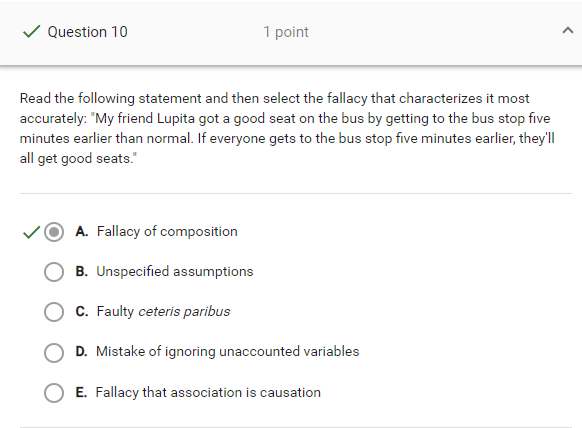 Question 10 1 point
Read the following statement and then select the fallacy that characterizes it most
accurately: "My friend Lupita got a good seat on the bus by getting to the bus stop five
minutes earlier than normal. If everyone gets to the bus stop five minutes earlier, they'll
all get good seats."
A. Fallacy of composition
B. Unspecified assumptions
C. Faulty ceteris paribus
D. Mistake of ignoring unaccounted variables
E. Fallacy that association is causation